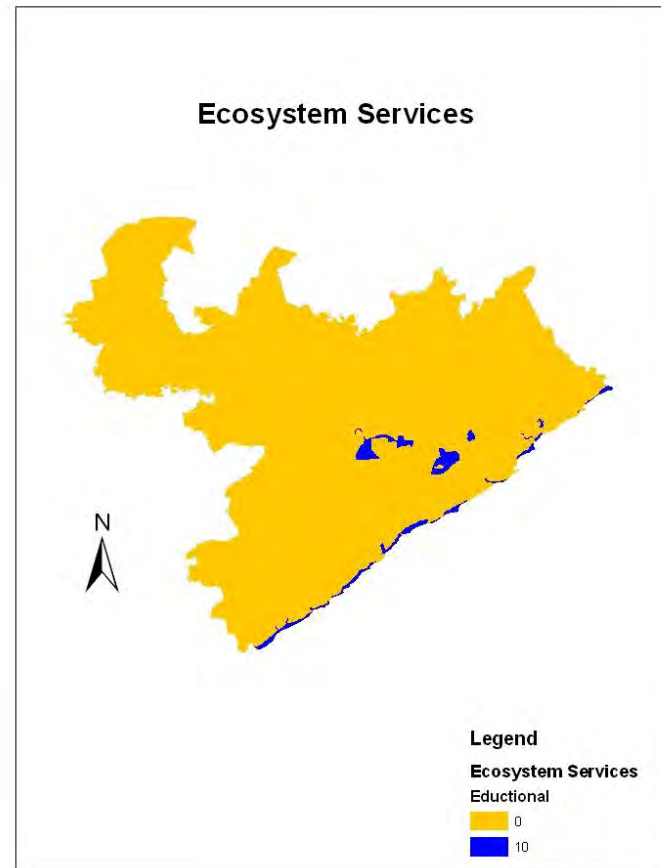 Ecosystem Services
N
Legend
Ecosystem Services
Eductional
0
10